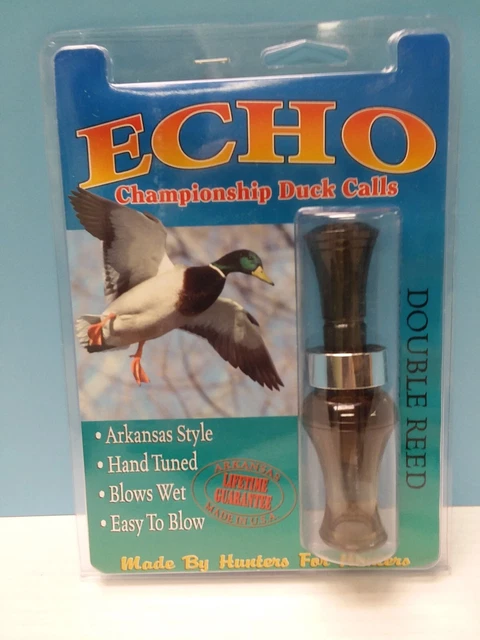 ECHO
Championship Duck Calls
DOUBLE REED
• Arkansas Style
• Hand Tuned
• Blows Wet
• Easy To Blow
ARKANSAS
LIFETIME
GUARANTEE
MADE IN U.S.A.
Made By Hunters For Hunters